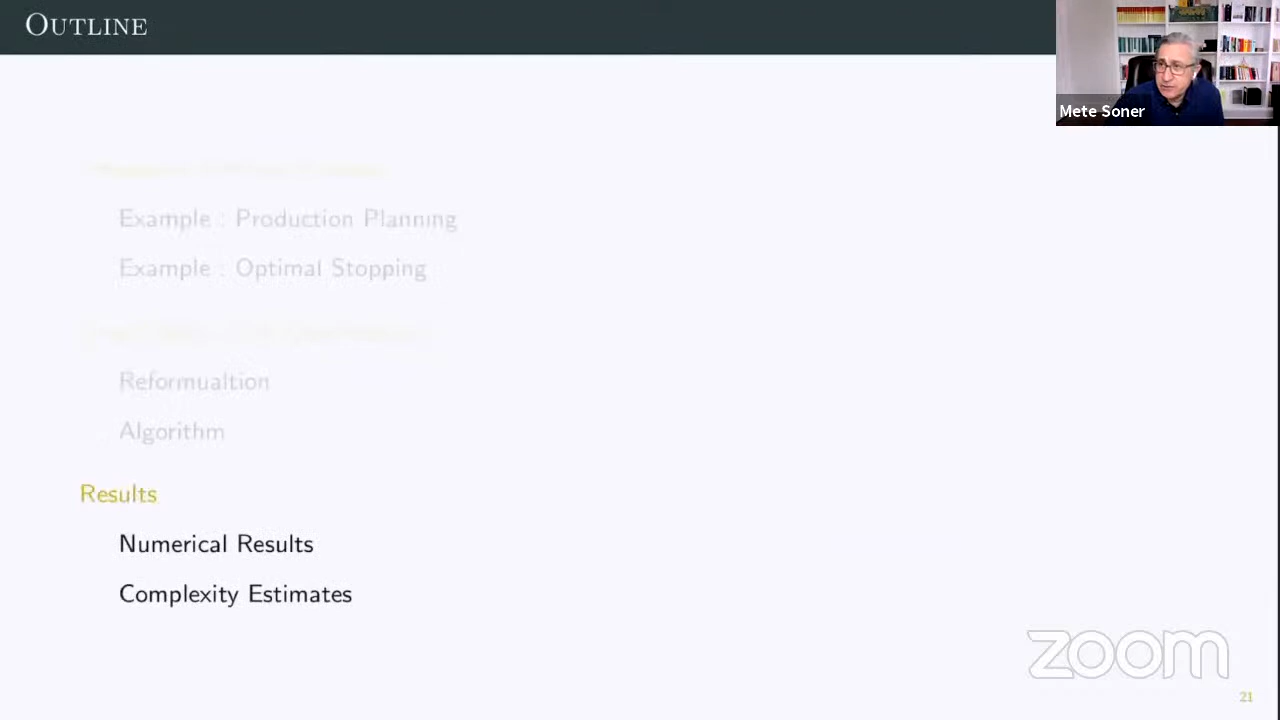 OUTLINE
Mete Soner
Example : Production Planning
Example : Optimal Stopping
Reformualtion
Algorithm
Results
Numerical Results
Complexity Estimates
zoom
21